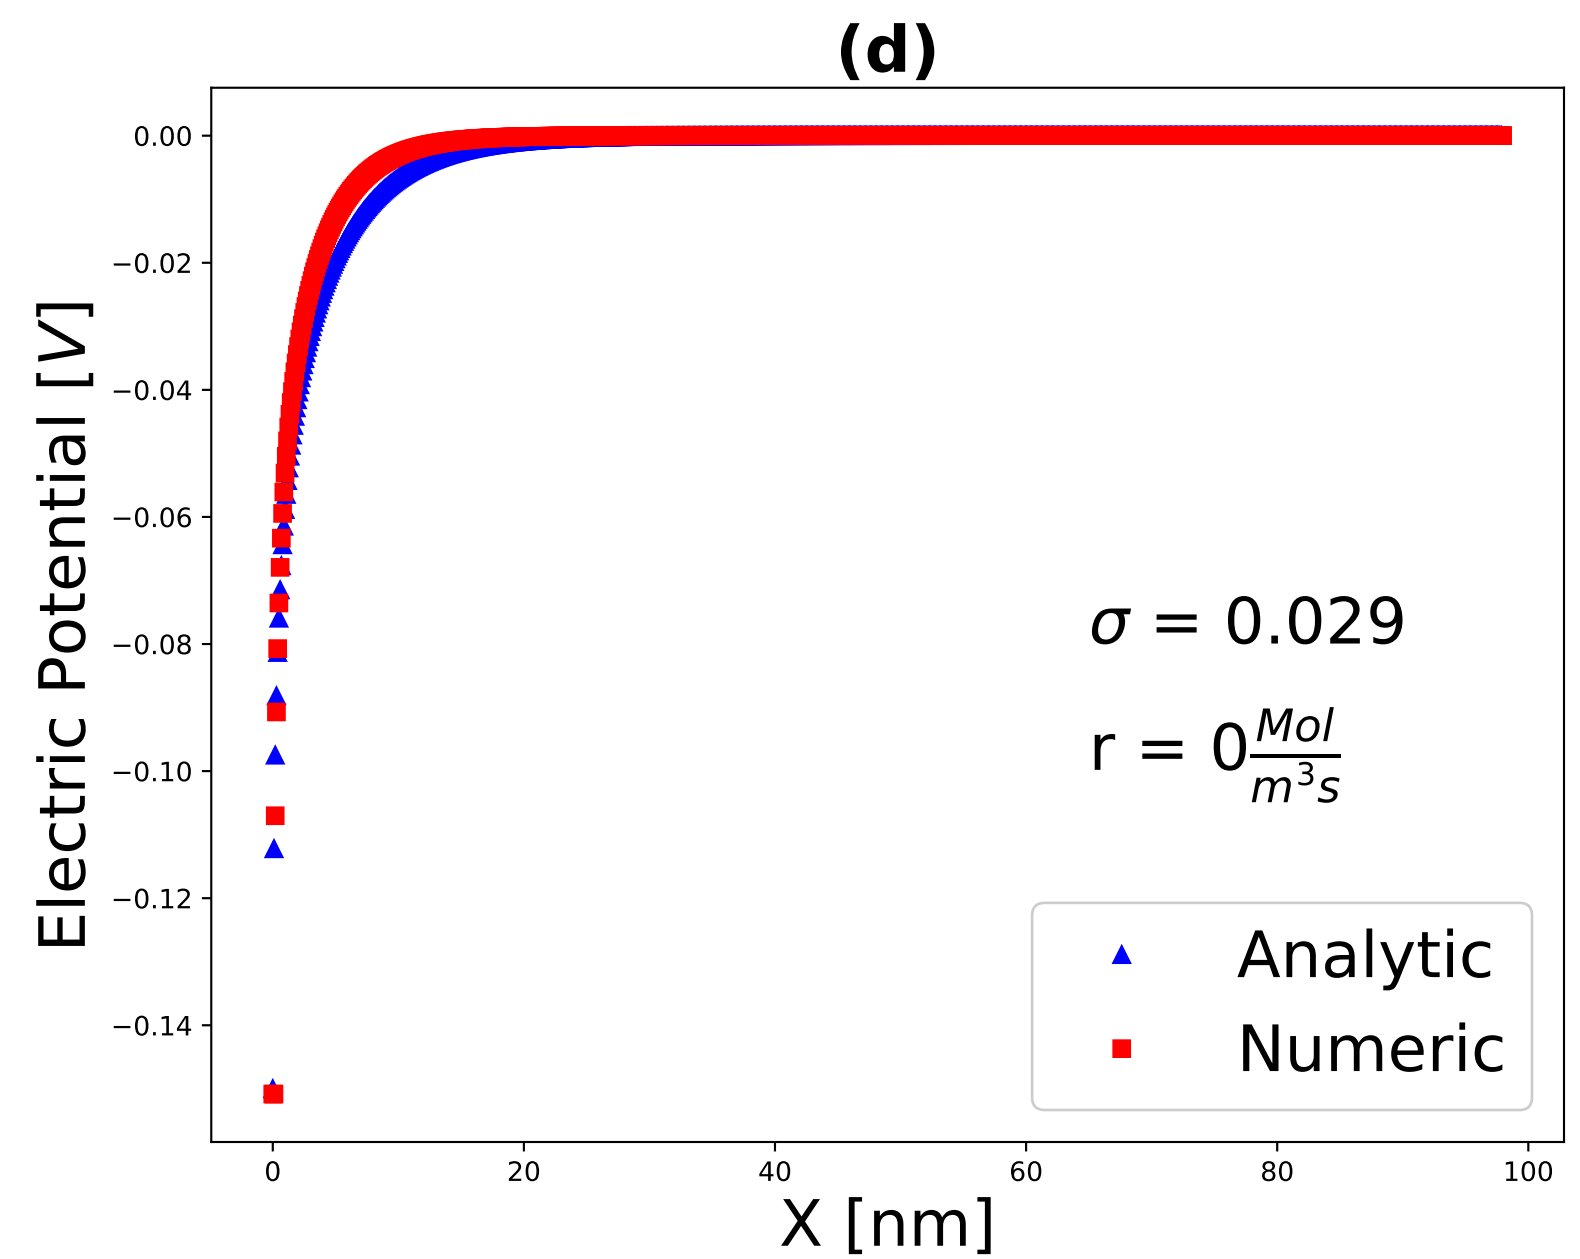 (d)
0.00
−0.02
−0.04
−0.06
−0.08
−0.10
−0.12
−0.14
Electric Potential [V]
σ = 0.029
r = 0 Mol/m³s
Analytic
Numeric
0 20 40 60 80 100
X [nm]